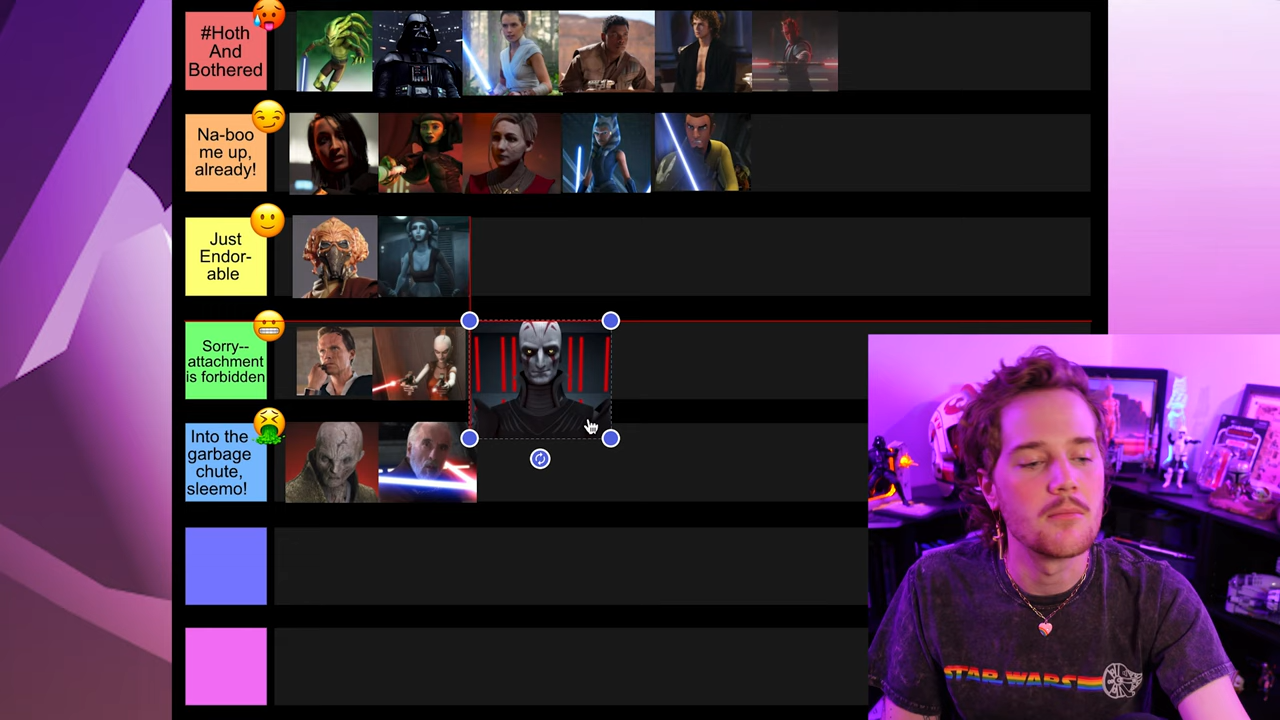 #Hoth
And
Bothered
Na-boo
me up,
already!
Just
Endor-
able
Sorry--
attachment
is forbidden
Into the
garbage
chute,
sleemo!
STAR WARS